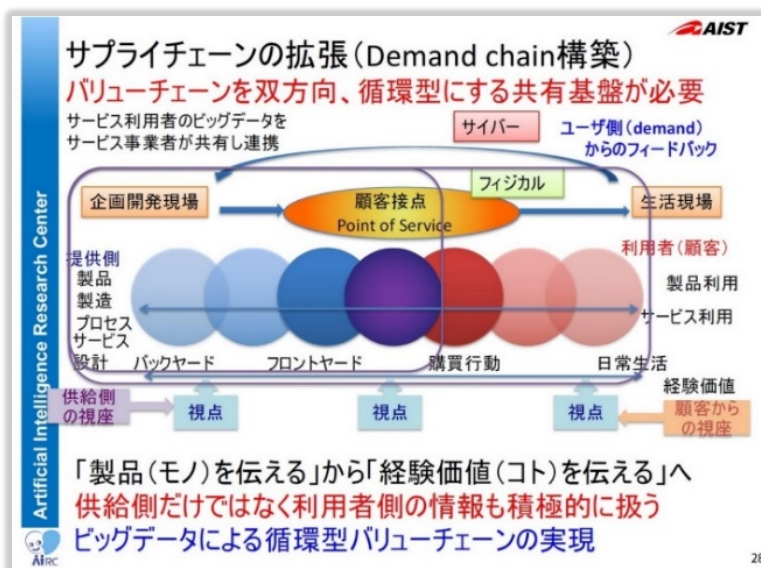 AIST
サプライチェーンの拡張(Demand chain構築)
バリューチェーンを双方向、循環型にする共有基盤が必要
サービス利用者のビッグデータを
サービス事業者が共有し連携
サイバー
ユーザ側(demand)
からのフィードバック
フィジカル
企画開発現場
顧客接点
Point of Service
生活現場
提供側
製品
製造
プロセス
サービス
設計
利用者(顧客)
製品利用
サービス利用
バックヤード
フロントヤード
購買行動
日常生活
経験価値
供給側
の視座
視点
視点
視点
顧客から
の視座
「製品(モノ)を伝える」から「経験価値(コト)を伝える」へ
供給側だけではなく利用者側の情報も積極的に扱う
ビッグデータによる循環型バリューチェーンの実現
Artificial Intelligence Research Center
AIRC
28